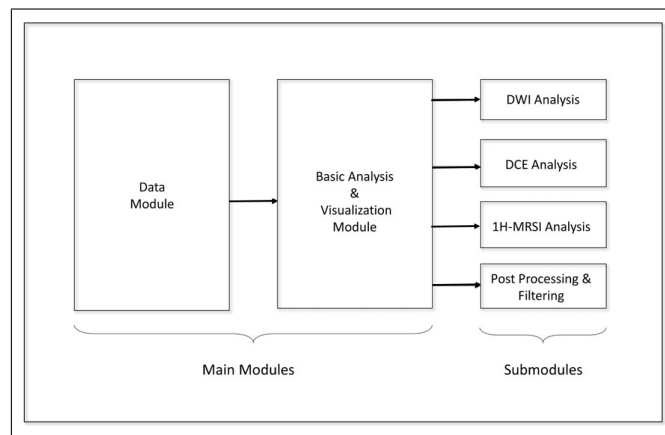 Data
Module
Basic Analysis
&
Visualization
Module
DWI Analysis
DCE Analysis
1H-MRSI Analysis
Post Processing &
Filtering
Main Modules
Submodules